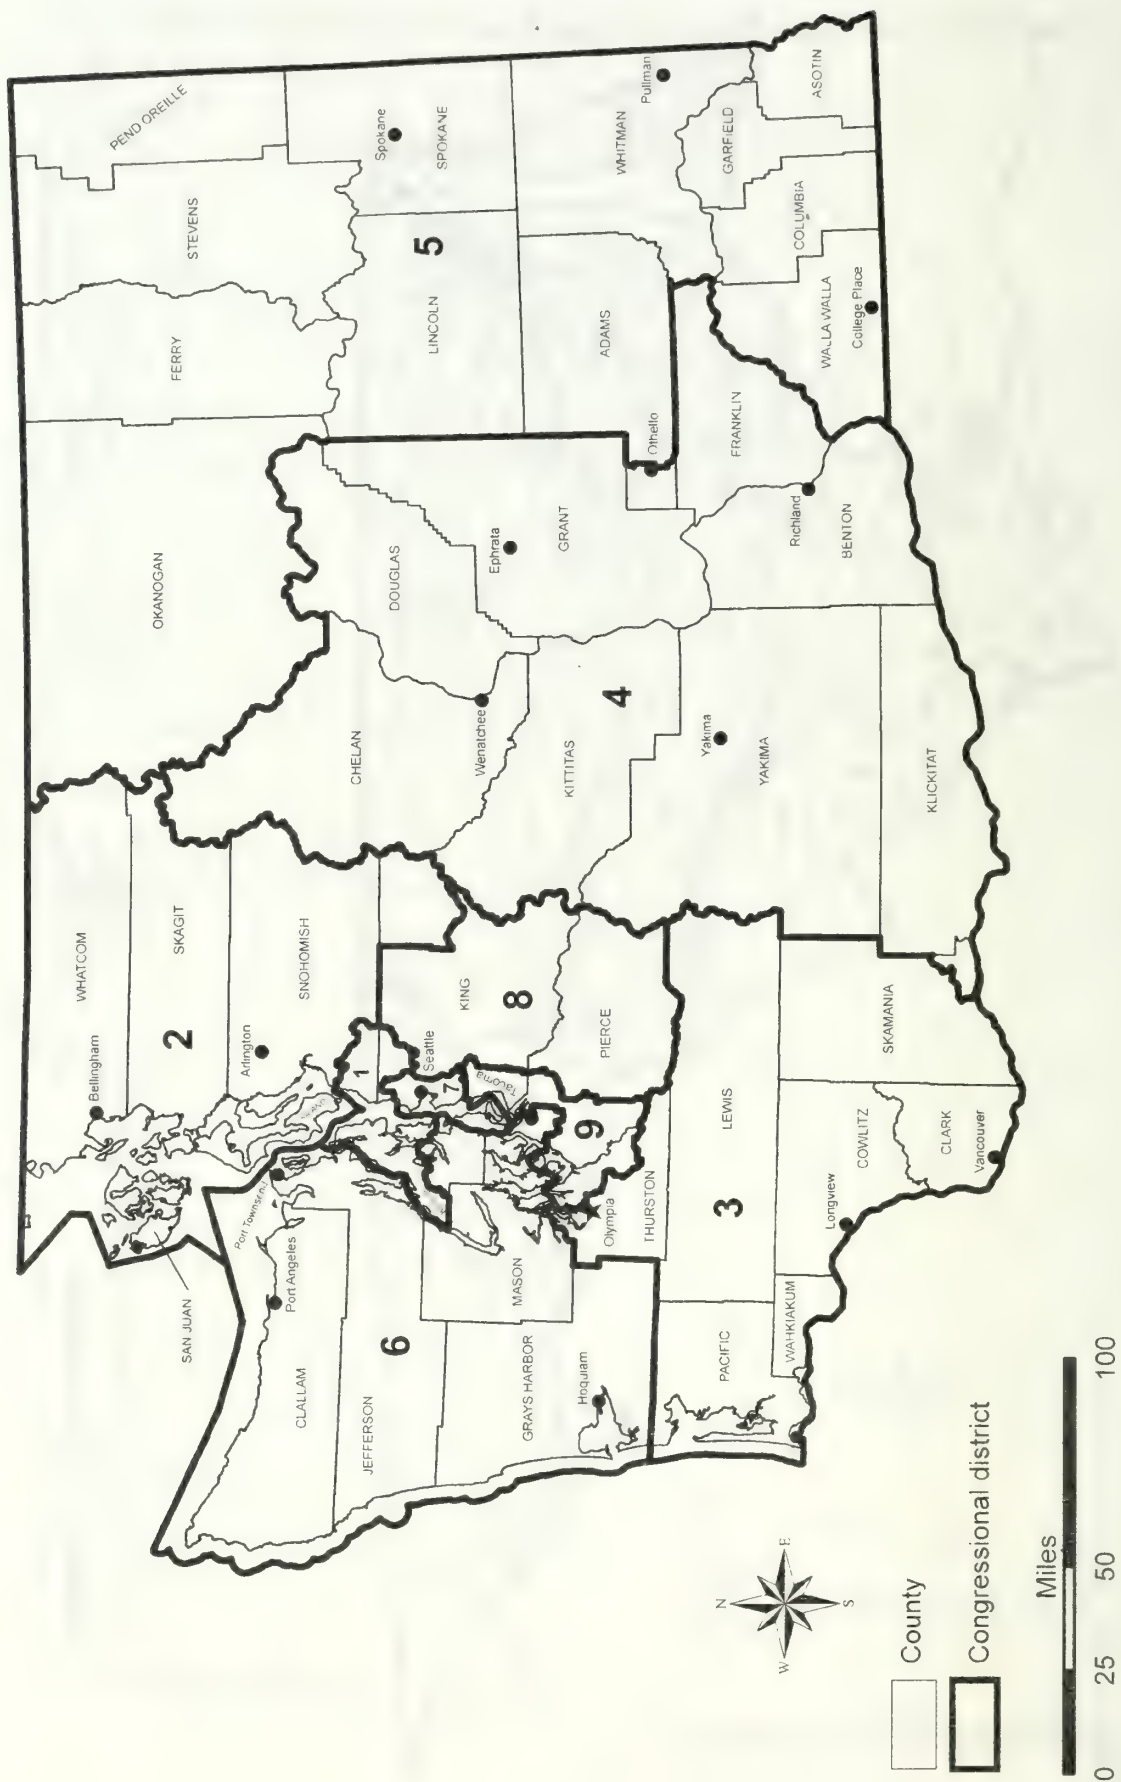 WHATCOM
Bellingham
SAN JUAN
SKAGIT
2
OKANOGAN
FERRY
STEVENS
PEND OREILLE
Port Townsend
Port Angeles
CLALLAM
Arlington
ISLAND
SNOHOMISH
CHELAN
DOUGLAS
LINCOLN
5
Spokane
SPOKANE
JEFFERSON
6
1
Seattle
7
KING
8
Wenatchee
Ephrata
GRANT
ADAMS
WHITMAN
Pullman
GRAYS HARBOR
Hoquiam
MASON
Tacoma
9
PIERCE
KITTITAS
4
Othello
Olympia
THURSTON
Yakima
YAKIMA
FRANKLIN
Richland
BENTON
GARFIELD
COLUMBIA
ASOTIN
WALLA WALLA
College Place
PACIFIC
3
LEWIS
WAHKIAKUM
Longview
COWLITZ
SKAMANIA
KLICKITAT
CLARK
Vancouver
N
W
E
S
County
Congressional district
Miles
0 25 50 100